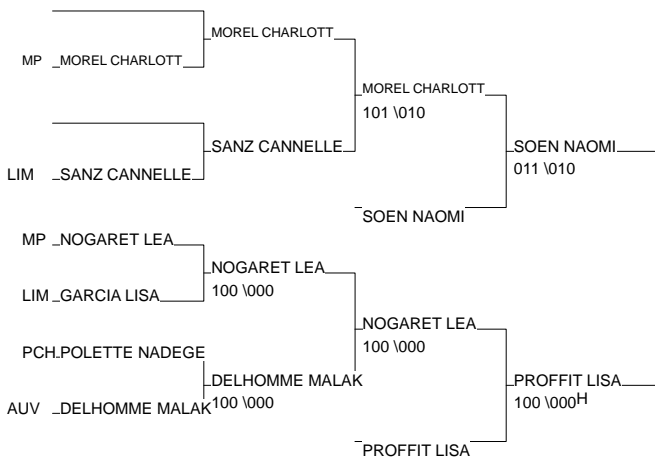 MOREL CHARLOTT
MP MOREL CHARLOTT
MOREL CHARLOTT
101 \010
SANZ CANNELLE
SOEN NAOMI
011 \010
LIM SANZ CANNELLE
SOEN NAOMI
MP NOGARET LEA
NOGARET LEA
100 \000
LIM GARCIA LISA
NOGARET LEA
100 \000
PCH POLETTE NADEGE
DELHOMME MALAK
100 \000
PROFFIT LISA
100 \000H
AUV DELHOMME MALAK
PROFFIT LISA